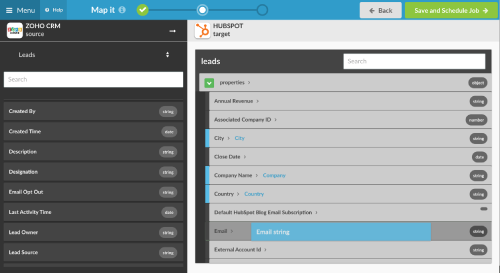 Menu
Help
Map it
Back
Save and Schedule Job
ZOHO CRM
source
HUBSPOT
target
Leads
Search
Created By string
Created Time date
Description string
Designation string
Email Opt Out string
Last Activity Time date
Lead Owner string
Lead Source string
leads
Search
properties object
Annual Revenue string
Associated Company ID number
City City string
Close Date date
Company Name Company string
Country Country string
Default HubSpot Blog Email Subscription
Email Email string string
External Account Id string